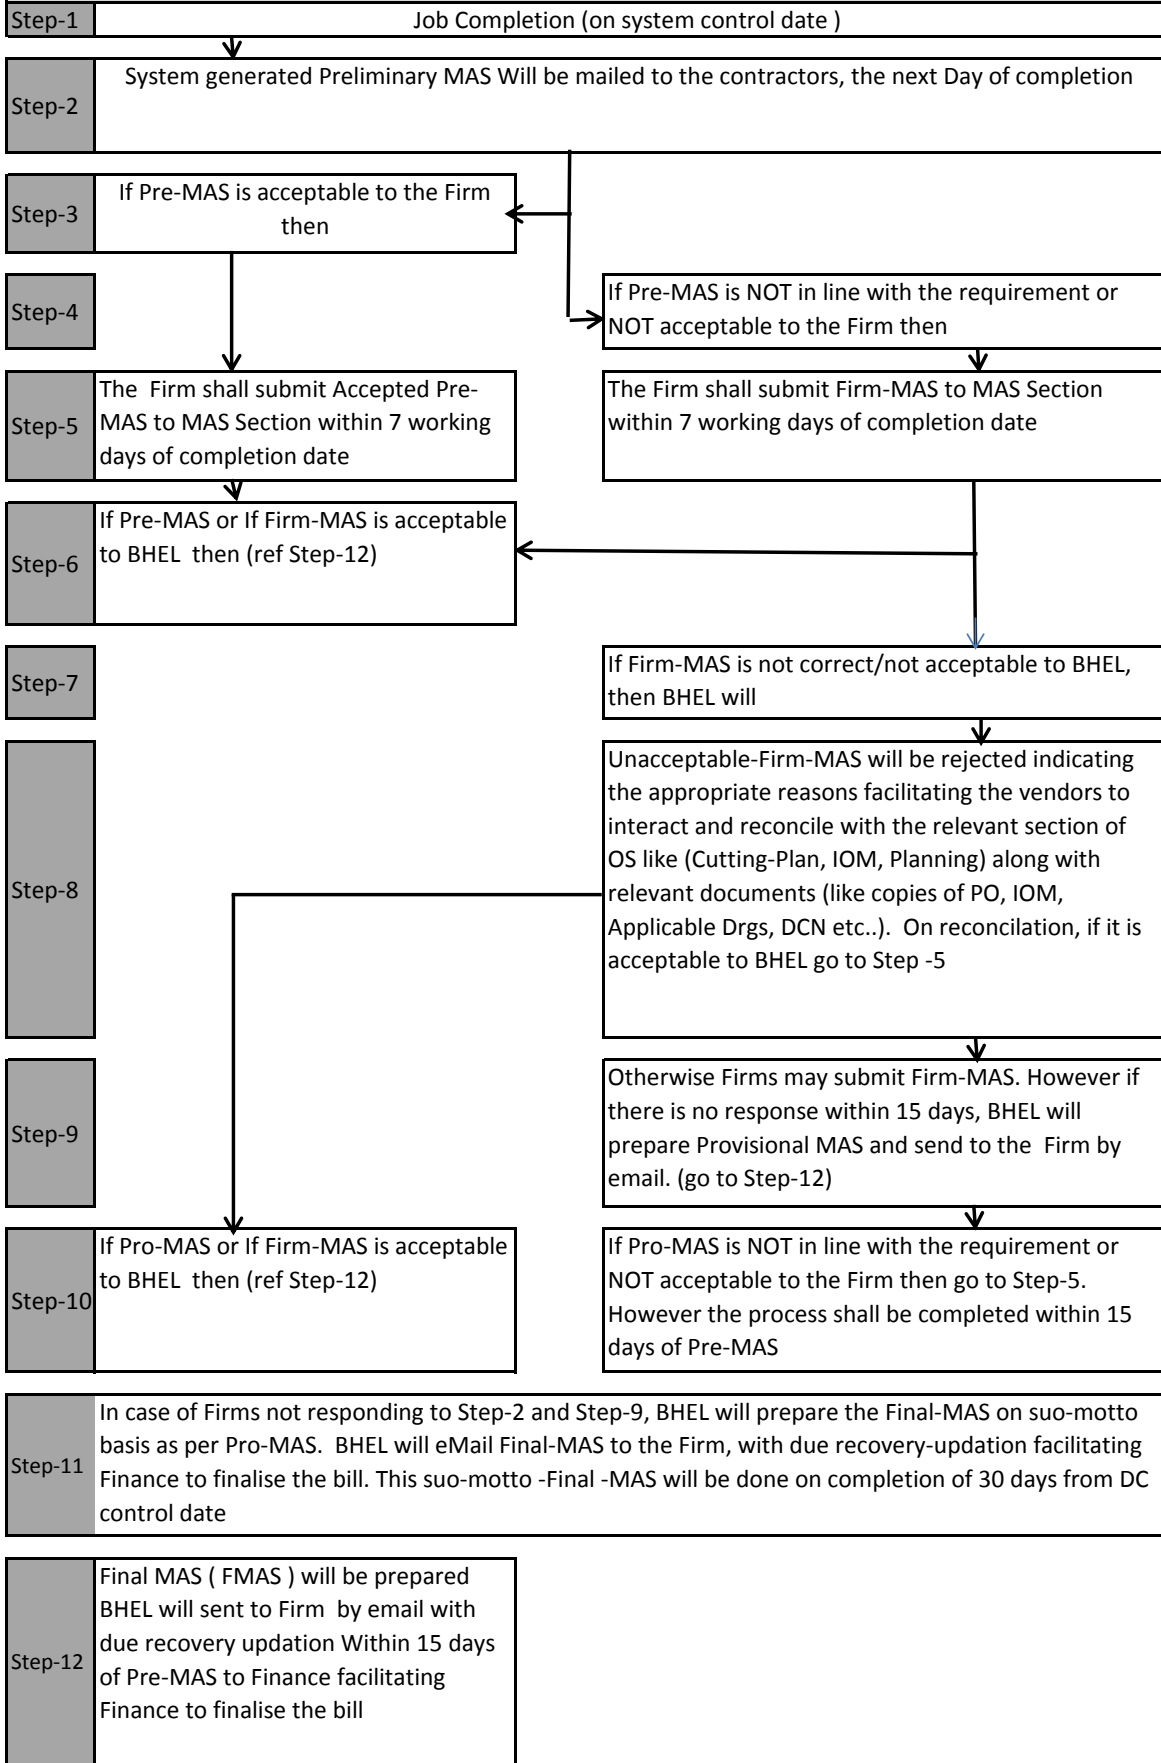 Step-1
Job Completion (on system control date )
Step-2
System generated Preliminary MAS Will be mailed to the contractors, the next Day of completion
Step-3
If Pre-MAS is acceptable to the Firm
then
Step-4
If Pre-MAS is NOT in line with the requirement or
NOT acceptable to the Firm then
Step-5
The  Firm shall submit Accepted Pre-
MAS to MAS Section within 7 working
days of completion date
The Firm shall submit Firm-MAS to MAS Section
within 7 working days of completion date
Step-6
If Pre-MAS or If Firm-MAS is acceptable
to BHEL  then (ref Step-12)
Step-7
If Firm-MAS is not correct/not acceptable to BHEL,
then BHEL will
Step-8
Unacceptable-Firm-MAS will be rejected indicating
the appropriate reasons facilitating the vendors to
interact and reconcile with the relevant section of
OS like (Cutting-Plan, IOM, Planning) along with
relevant documents (like copies of PO, IOM,
Applicable Drgs, DCN etc..).  On reconcilation, if it is
acceptable to BHEL go to Step -5
Step-9
Otherwise Firms may submit Firm-MAS. However if
there is no response within 15 days, BHEL will
prepare Provisional MAS and send to the  Firm by
email. (go to Step-12)
Step-10
If Pro-MAS or If Firm-MAS is acceptable
to BHEL  then (ref Step-12)
If Pro-MAS is NOT in line with the requirement or
NOT acceptable to the Firm then go to Step-5.
However the process shall be completed within 15
days of Pre-MAS
Step-11
In case of Firms not responding to Step-2 and Step-9, BHEL will prepare the Final-MAS on suo-motto
basis as per Pro-MAS.  BHEL will eMail Final-MAS to the Firm, with due recovery-updation facilitating
Finance to finalise the bill. This suo-motto -Final -MAS will be done on completion of 30 days from DC
control date
Step-12
Final MAS ( FMAS ) will be prepared
BHEL will sent to Firm  by email with
due recovery updation Within 15 days
of Pre-MAS to Finance facilitating
Finance to finalise the bill